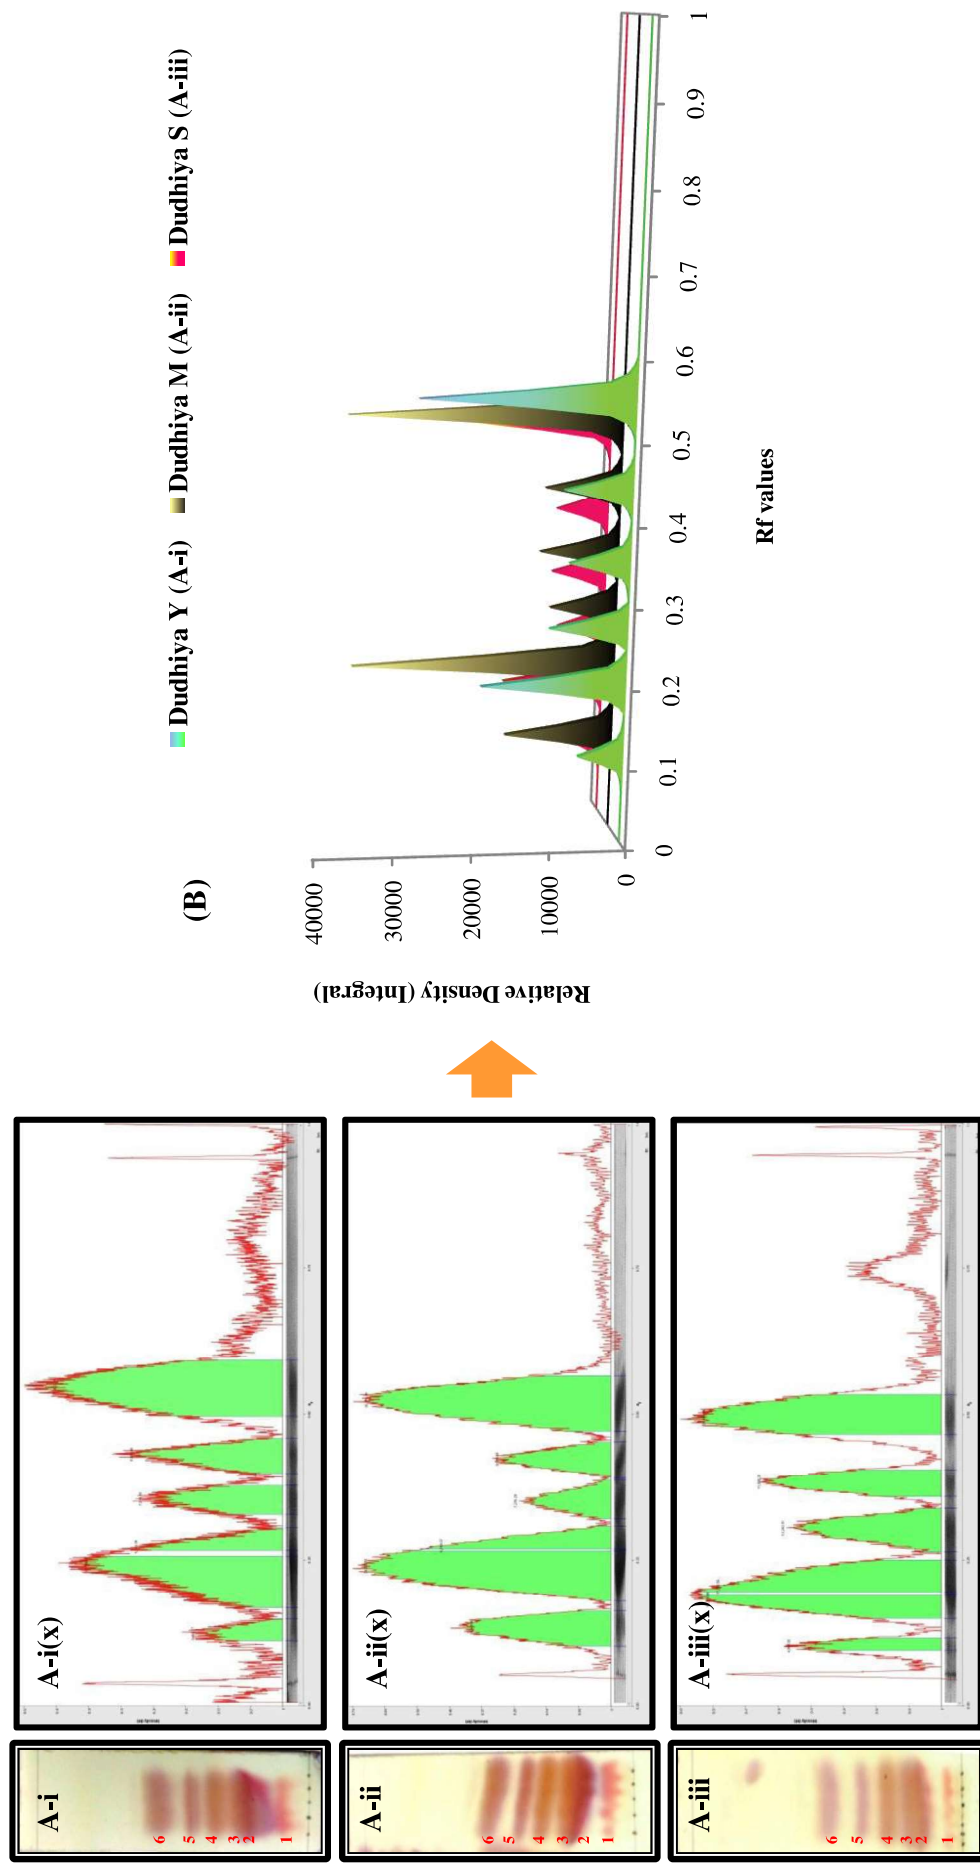 A-i
6
5
4
3
2
1
A-i(x)
A-ii
6
5
4
3
2
1
A-ii(x)
A-iii
6
5
4
3
2
1
A-iii(x)
(B)
Dudhiya Y (A-i) Dudhiya M (A-ii) Dudhiya S (A-iii)
Relative Density (Integral)
40000
30000
20000
10000
0
0 0.1 0.2 0.3 0.4 0.5 0.6 0.7 0.8 0.9 1
Rf values